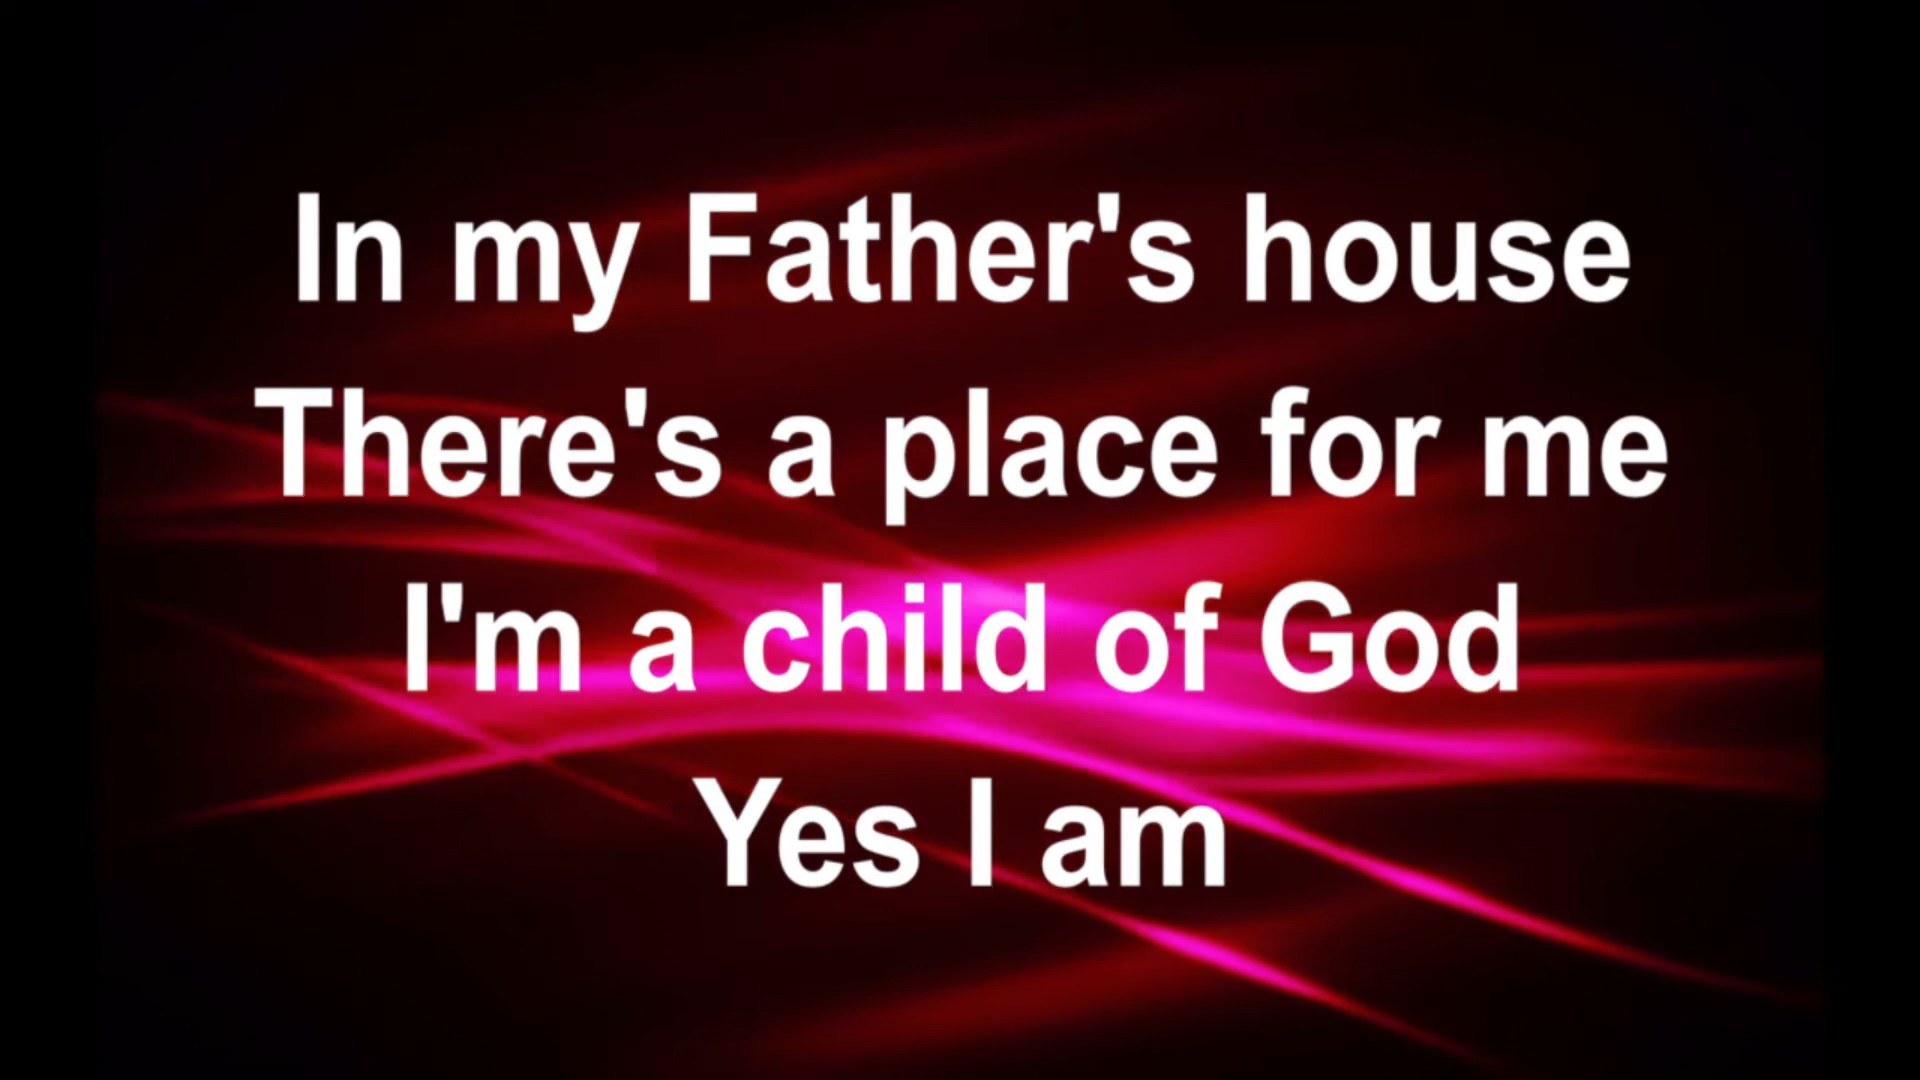 In my Father's house
There's a place for me
I'm a child of God
Yes I am